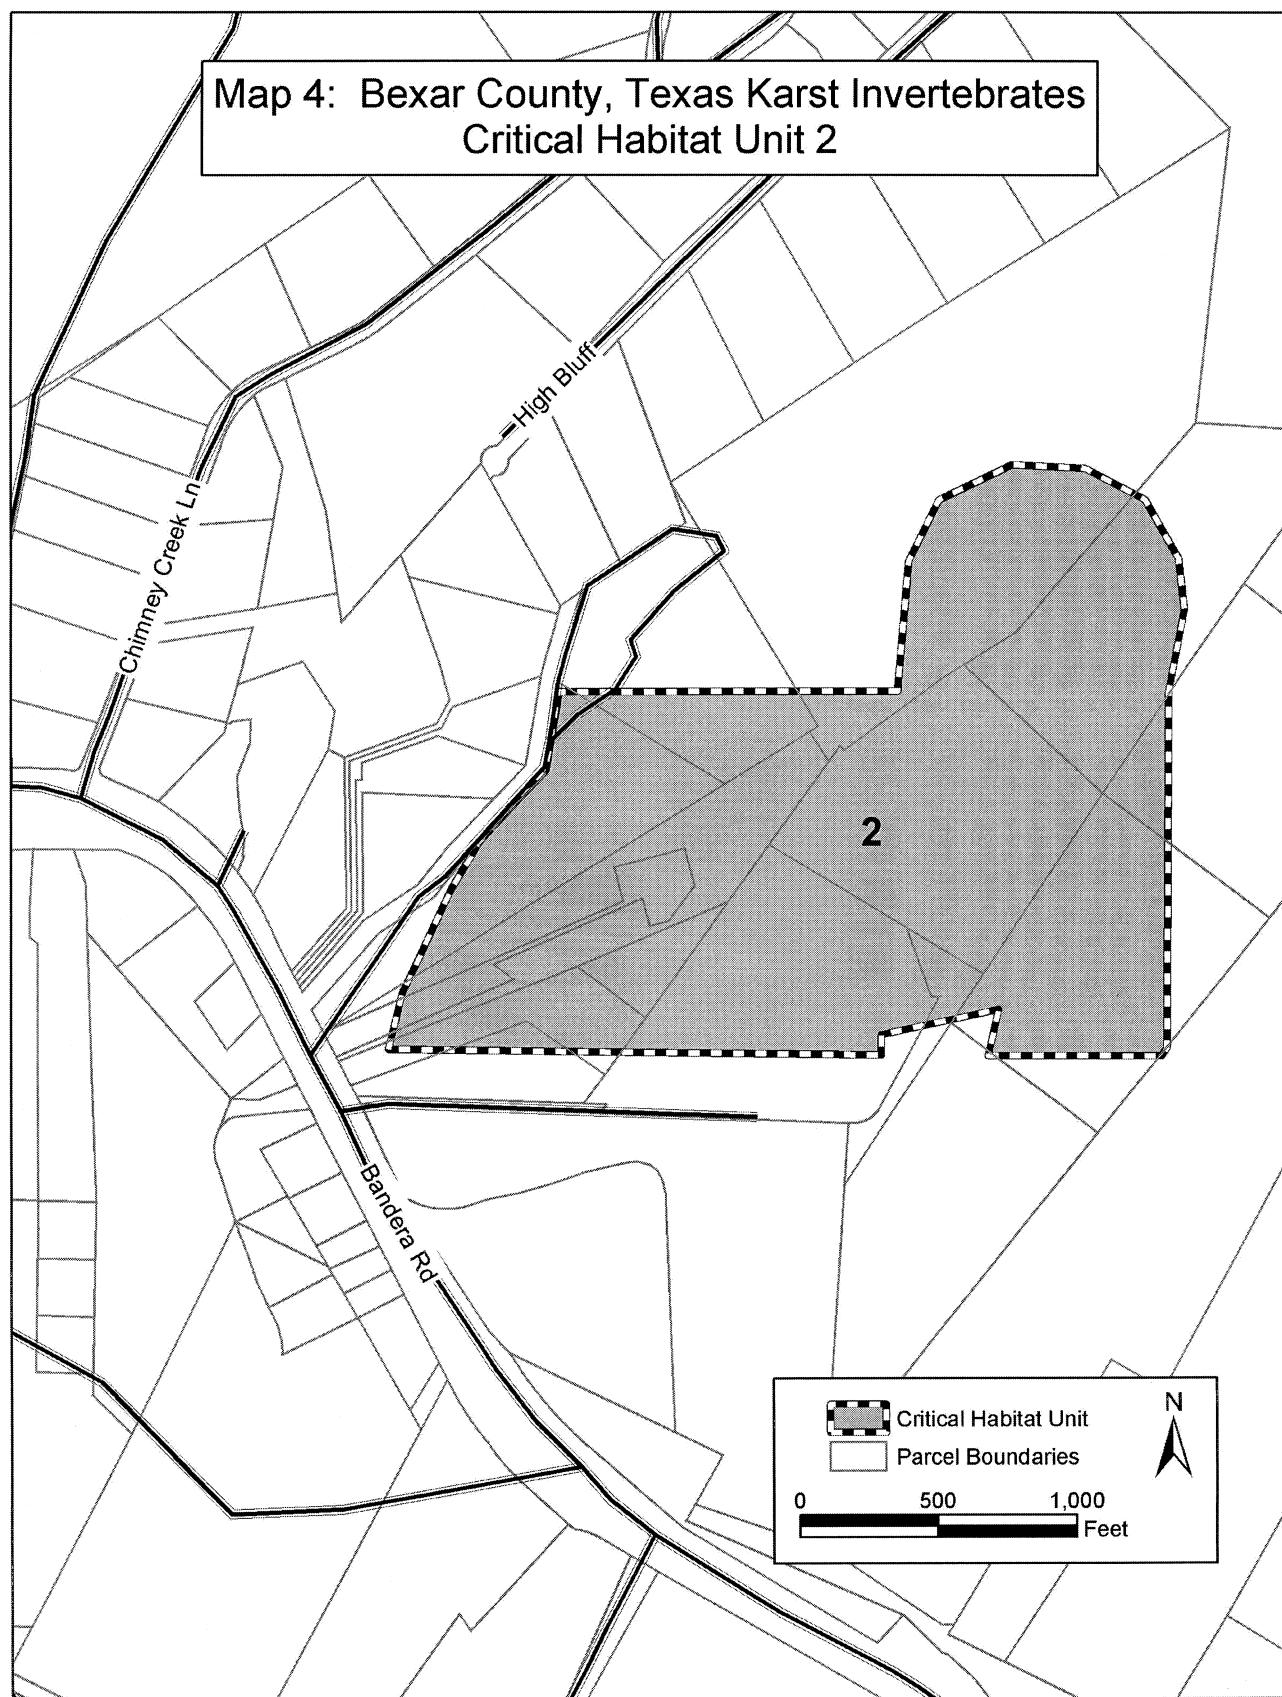 Map 4: Bexar County, Texas Karst Invertebrates
Critical Habitat Unit 2
High Bluff
Chimney Creek Ln
2
Bandera Rd
N
Critical Habitat Unit
Parcel Boundaries
0 500 1,000
Feet